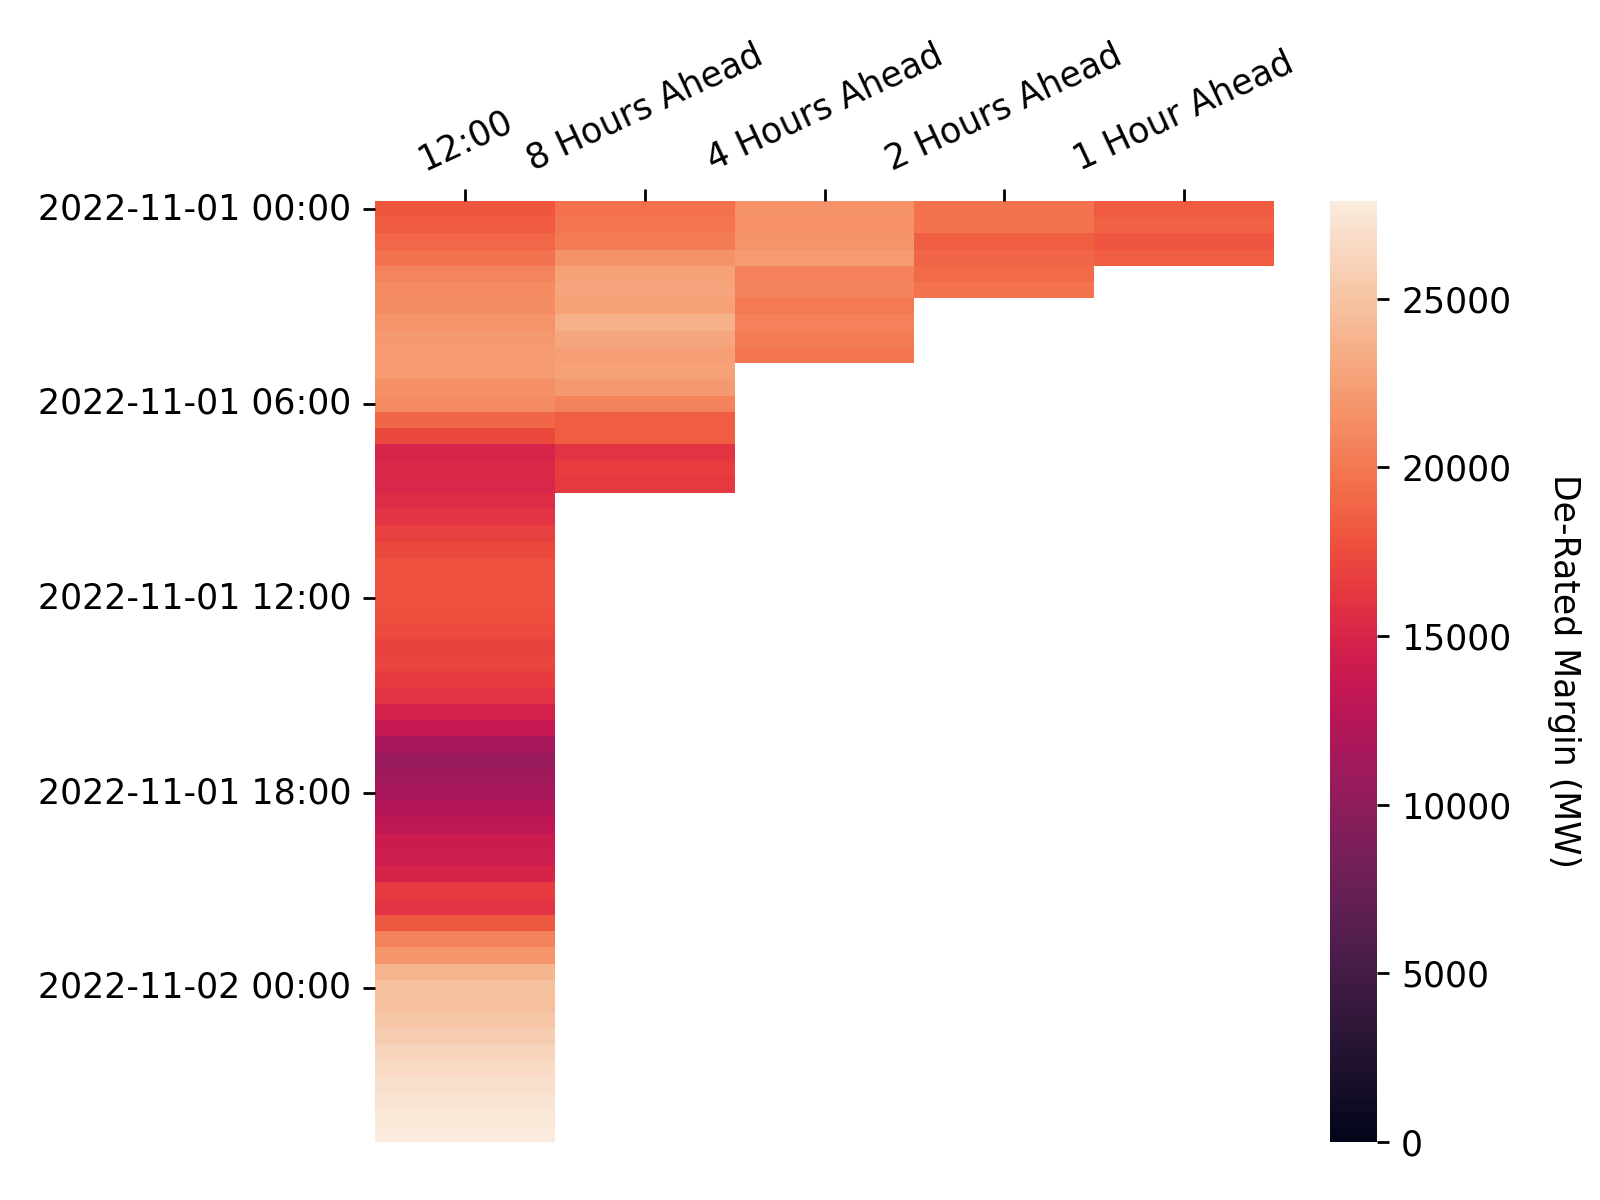 12:00
8 Hours Ahead
4 Hours Ahead
2 Hours Ahead
1 Hour Ahead
2022-11-01 00:00
2022-11-01 06:00
2022-11-01 12:00
2022-11-01 18:00
2022-11-02 00:00
25000
20000
15000
10000
5000
0
De-Rated Margin (MW)